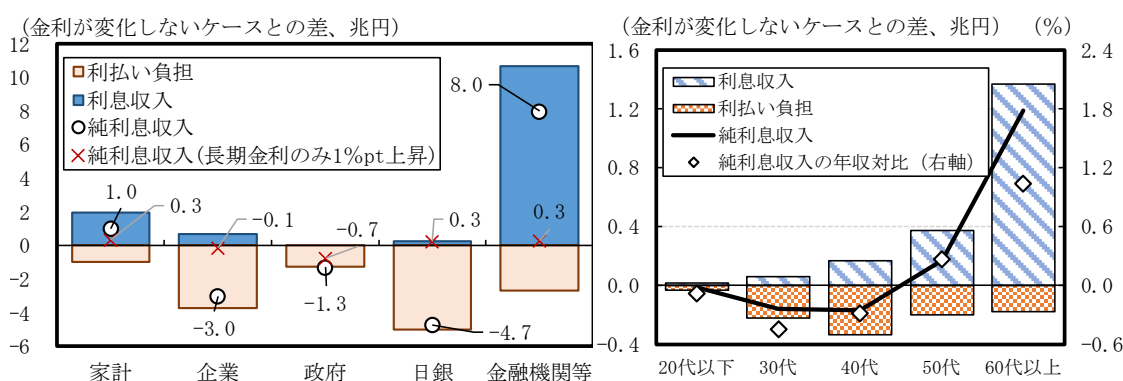 (金利が変化しないケースとの差、兆円)
12
10
8
6
4
2
0
-2
-4
-6
利払い負担
利息収入
純利息収入
純利息収入(長期金利のみ1%pt上昇)
1.0
0.3
-0.1
-3.0
-0.7
-1.3
0.3
-4.7
8.0
0.3
家計 企業 政府 日銀 金融機関等
(金利が変化しないケースとの差、兆円) (%)
1.6
1.2
0.8
0.4
0.0
-0.4
利息収入
利払い負担
純利息収入
純利息収入の年収対比(右軸)
2.4
1.8
1.2
0.6
0.0
-0.6
20代以下 30代 40代 50代 60代以上